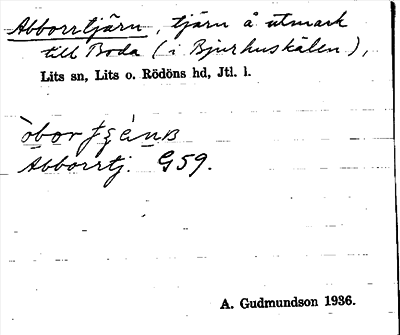 Abborrtjärn, tjärn å utmark
till Boda (i Bjurhuskälen),
Lits sn, Lits o. Rödöns hd, Jtl. l.
Abborrtj. G59.
A. Gudmundson 1936.